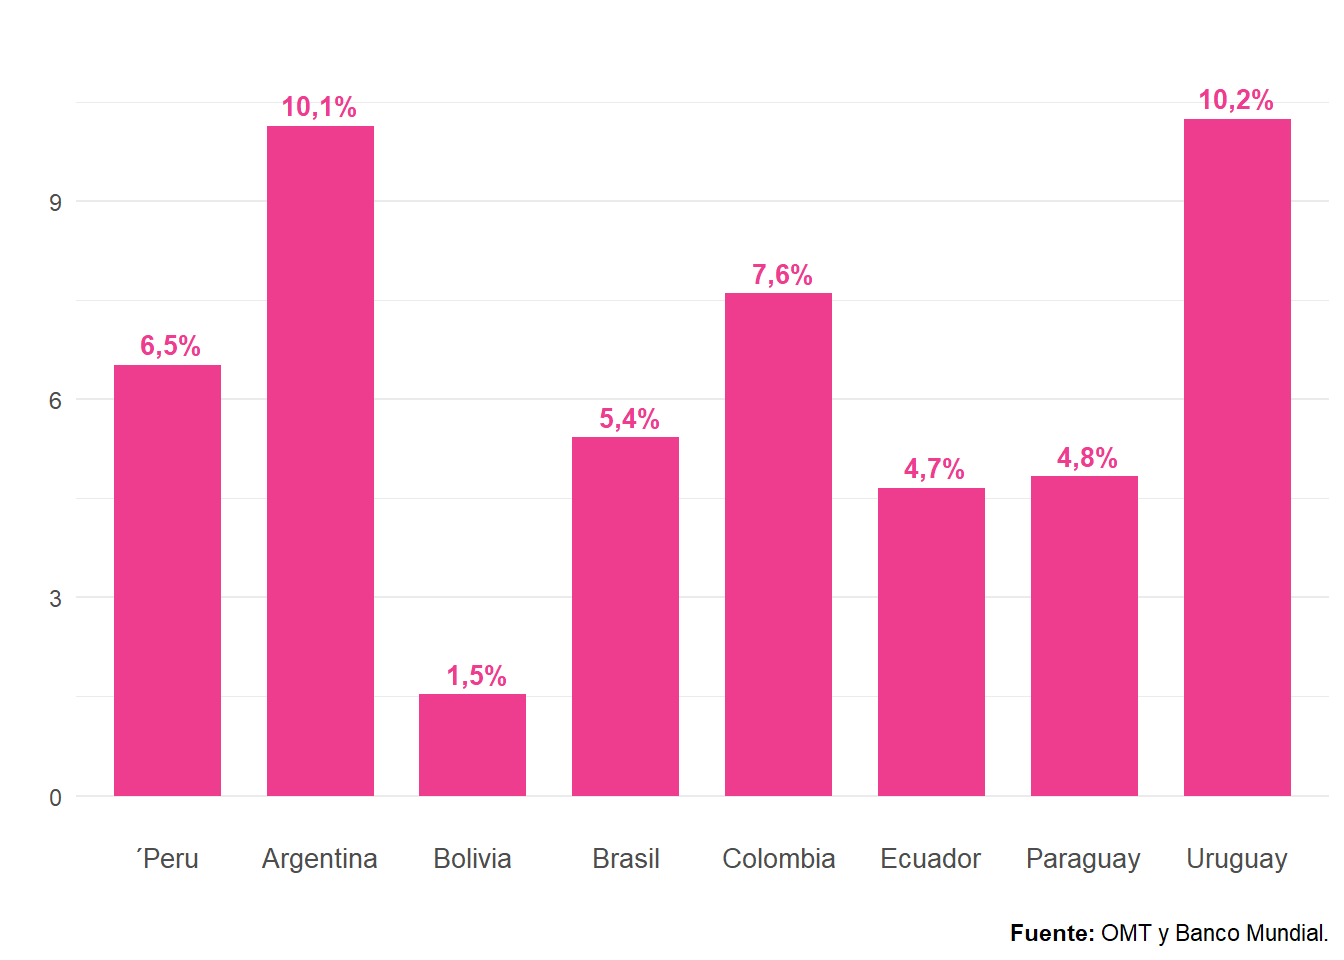 10,1%
10,2%
9
7,6%
6,5%
6
5,4%
4,7%
4,8%
3
1,5%
0
´Peru
Argentina
Bolivia
Brasil
Colombia
Ecuador
Paraguay
Uruguay
Fuente: OMT y Banco Mundial.